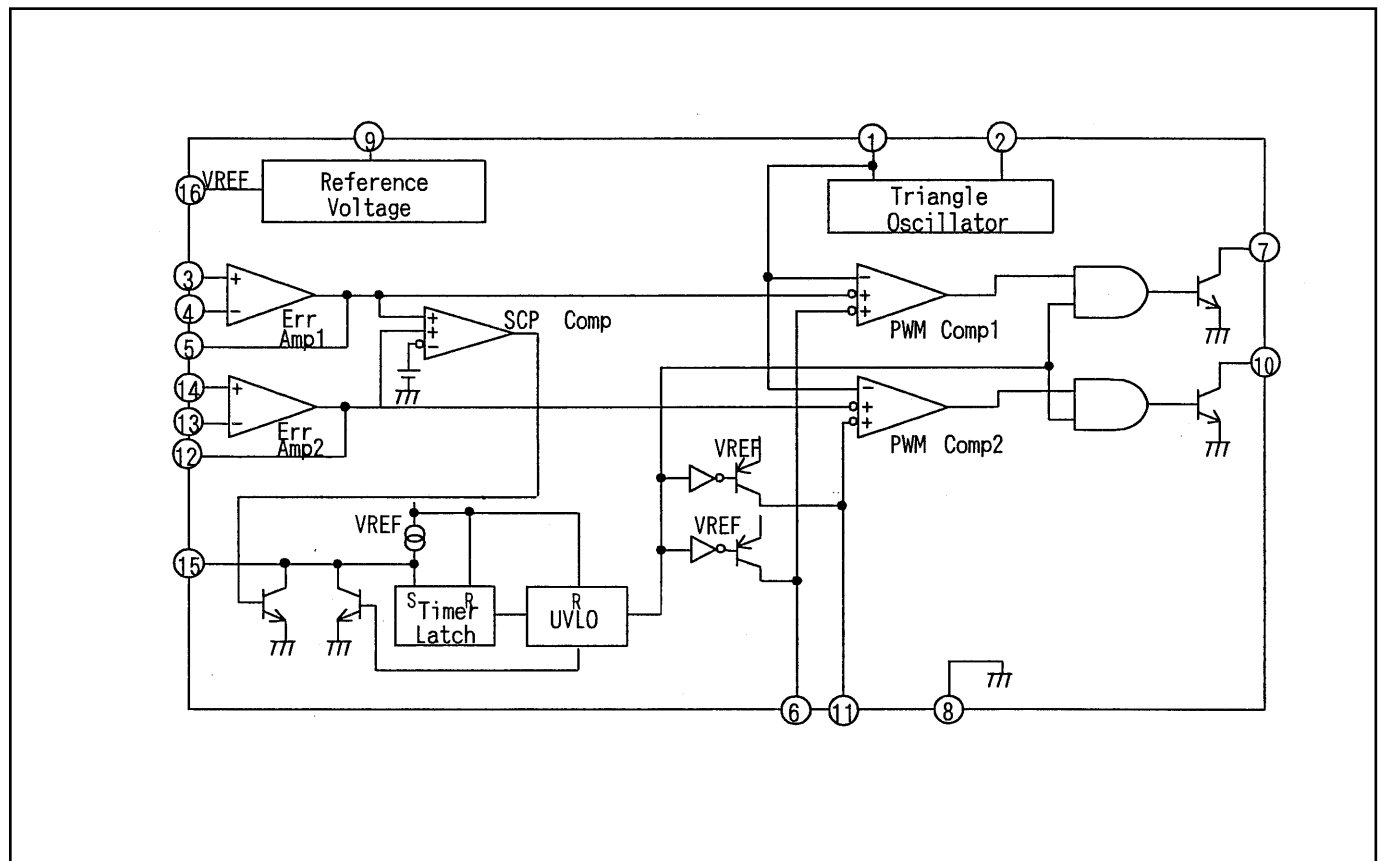 9
1
2
16
VREF
Reference
Voltage
Triangle
Oscillator
7
3
+
4
−
Err
Amp1
5
+
+
−
SCP Comp
−
+
+
PWM Comp1
10
14
+
13
−
Err
Amp2
12
−
+
+
PWM Comp2
VREF
VREF
VREF
15
S
R
Timer
Latch
R
UVLO
6
11
8